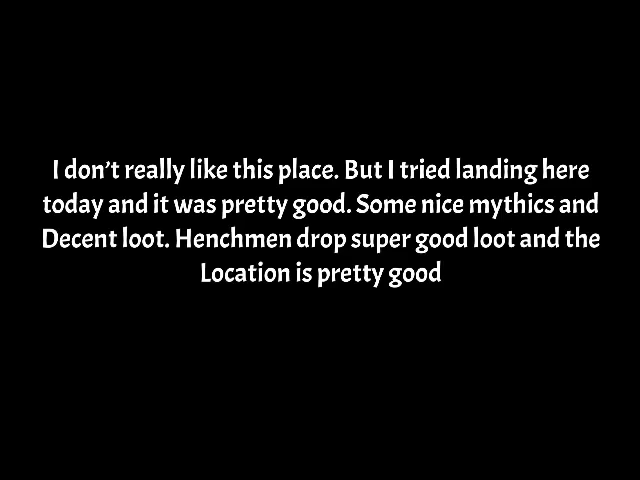 I don't really like this place. But I tried landing here
today and it was pretty good. Some nice mythics and
Decent loot. Henchmen drop super good loot and the
Location is pretty good